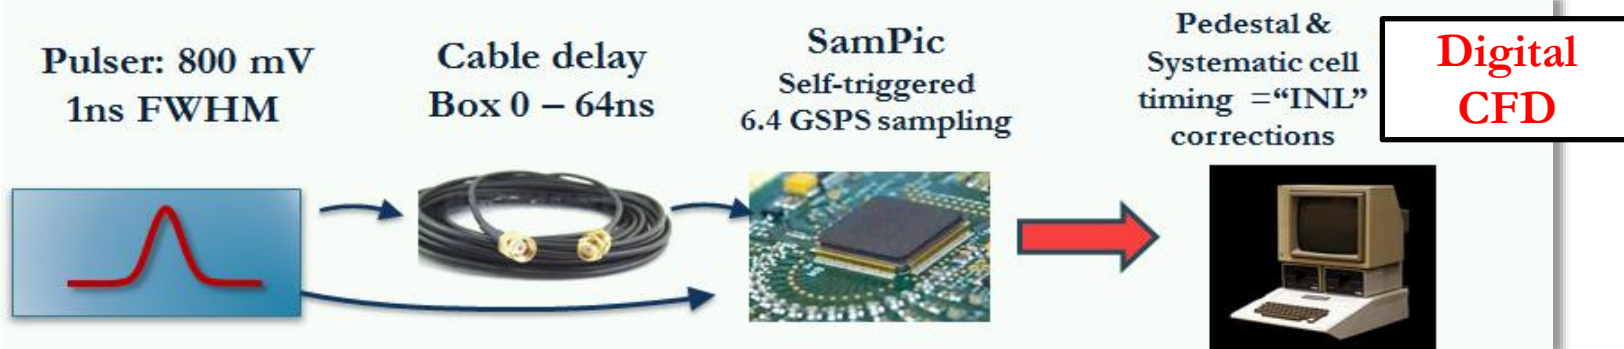 Pulser: 800 mV
1ns FWHM
Cable delay
Box 0 – 64ns
SamPic
Self-triggered
6.4 GSPS sampling
Pedestal &
Systematic cell
timing =“INL”
corrections
Digital
CFD